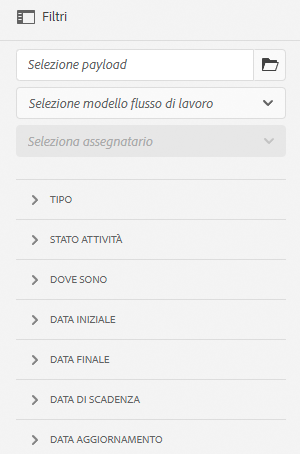 Filtri
Selezione payload
Selezione modello flusso di lavoro
Seleziona assegnatario
TIPO
STATO ATTIVITÀ
DOVE SONO
DATA INIZIALE
DATA FINALE
DATA DI SCADENZA
DATA AGGIORNAMENTO